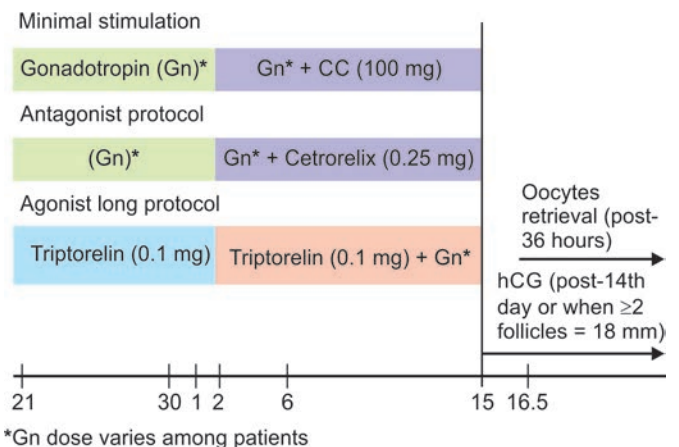 Minimal stimulation
Gonadotropin (Gn)*
Gn* + CC (100 mg)
Antagonist protocol
(Gn)*
Gn* + Cetrorelix (0.25 mg)
Agonist long protocol
Triptorelin (0.1 mg)
Triptorelin (0.1 mg) + Gn*
Oocytes
retrieval (post-
36 hours)
hCG (post-14th
day or when ≥2
follicles = 18 mm)
21 30 1 2 6 15 16.5
*Gn dose varies among patients